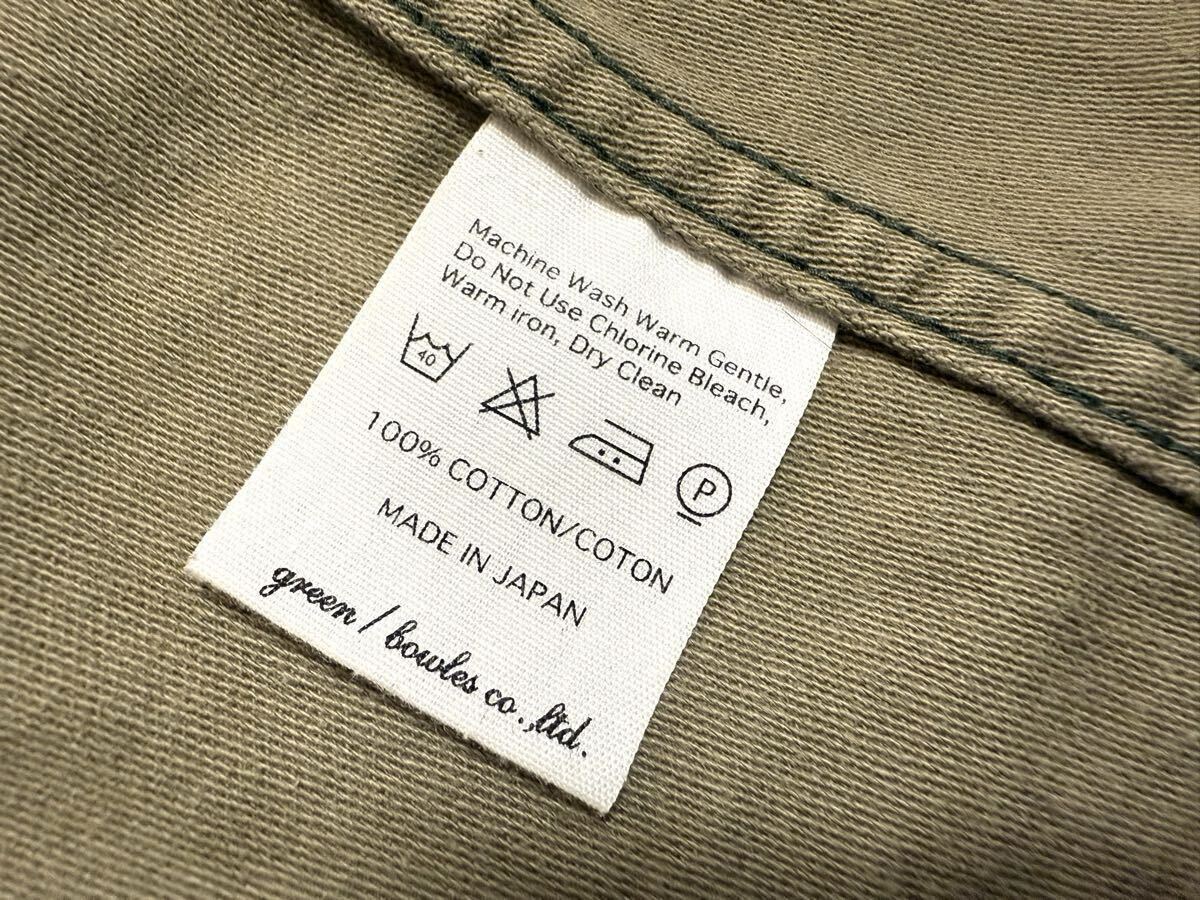 Machine Wash Warm Gentle,
Do Not Use Chlorine Bleach,
Warm iron, Dry Clean
40
P
100% COTTON/COTON
MADE IN JAPAN
green / bowles co.,ltd.